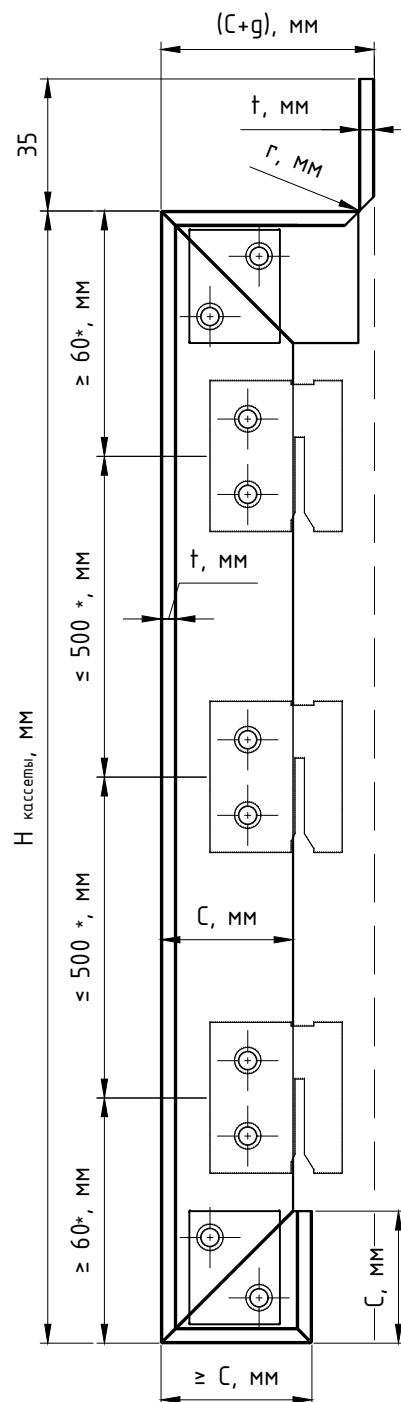 (C+g), мм
t, мм
35
r, мм
≥ 60*, мм
t, мм
≤ 500 *, мм
H кассеты, мм
C, мм
≤ 500 *, мм
≥ 60*, мм
C, мм
≥ C, мм